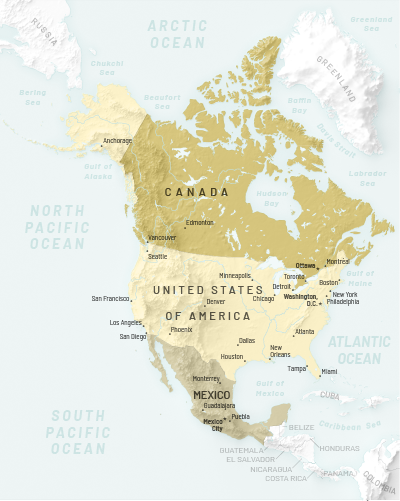 ARCTIC
OCEAN
Greenland
Sea
RUSSIA
Chukchi
Sea
GREENLAND
Bering
Sea
Beaufort
Sea
Baffin
Bay
Davis Strait
Anchorage
Gulf of
Alaska
Labrador
Sea
CANADA
Hudson
Bay
NORTH
PACIFIC
OCEAN
Edmonton
Vancouver
Seattle
Ottawa
Montréal
Minneapolis
Toronto
Gulf of
Maine
Detroit
Boston
UNITED STATES
OF AMERICA
Chicago
New York
Philadelphia
Washington,
D.C.
San Francisco
Denver
Los Angeles
San Diego
Phoenix
Atlanta
ATLANTIC
OCEAN
Dallas
New
Orleans
Houston
Tampa
Miami
Monterrey
MEXICO
Gulf of
Mexico
CUBA
Guadalajara
Mexico
City
Puebla
Caribbean Sea
SOUTH
PACIFIC
OCEAN
BELIZE
GUATEMALA
HONDURAS
EL SALVADOR
NICARAGUA
COSTA RICA
PANAMA
COLOMBIA